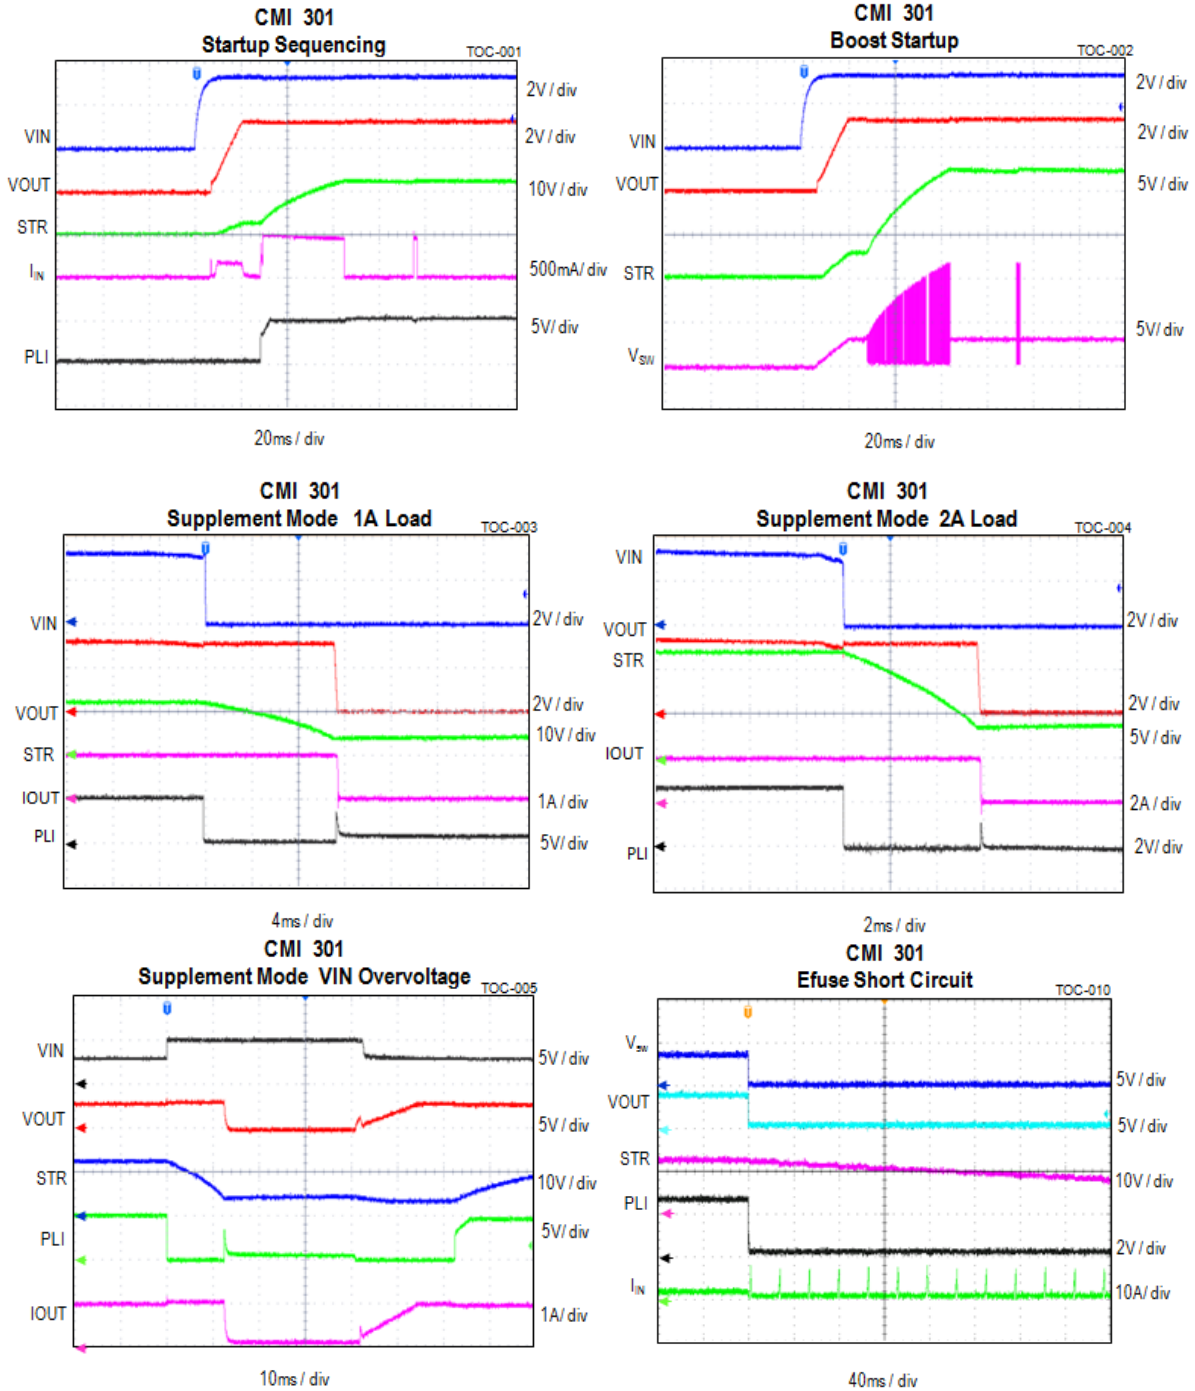 CMI 301
Startup Sequencing
TOC-001
2V / div
VIN
2V / div
VOUT
10V / div
STR
IIN
500mA/ div
5V/ div
PLI
20ms / div
CMI 301
Boost Startup
TOC-002
2V / div
VIN
2V / div
VOUT
5V / div
STR
5V/ div
VSW
20ms / div
CMI 301
Supplement Mode 1A Load
TOC-003
VIN
2V / div
VOUT
2V / div
10V / div
STR
IOUT
1A / div
PLI
5V/ div
4ms / div
CMI 301
Supplement Mode 2A Load
TOC-004
VIN
VOUT
2V / div
STR
2V / div
5V / div
IOUT
2A / div
PLI
2V/ div
2ms / div
CMI 301
Supplement Mode VIN Overvoltage
TOC-005
VIN
5V / div
VOUT
5V / div
STR
10V / div
PLI
5V/ div
IOUT
1A/ div
10ms / div
CMI 301
Efuse Short Circuit
TOC-010
Vsw
5V / div
VOUT
5V / div
STR
10V / div
PLI
2V / div
IIN
10A/ div
40ms / div